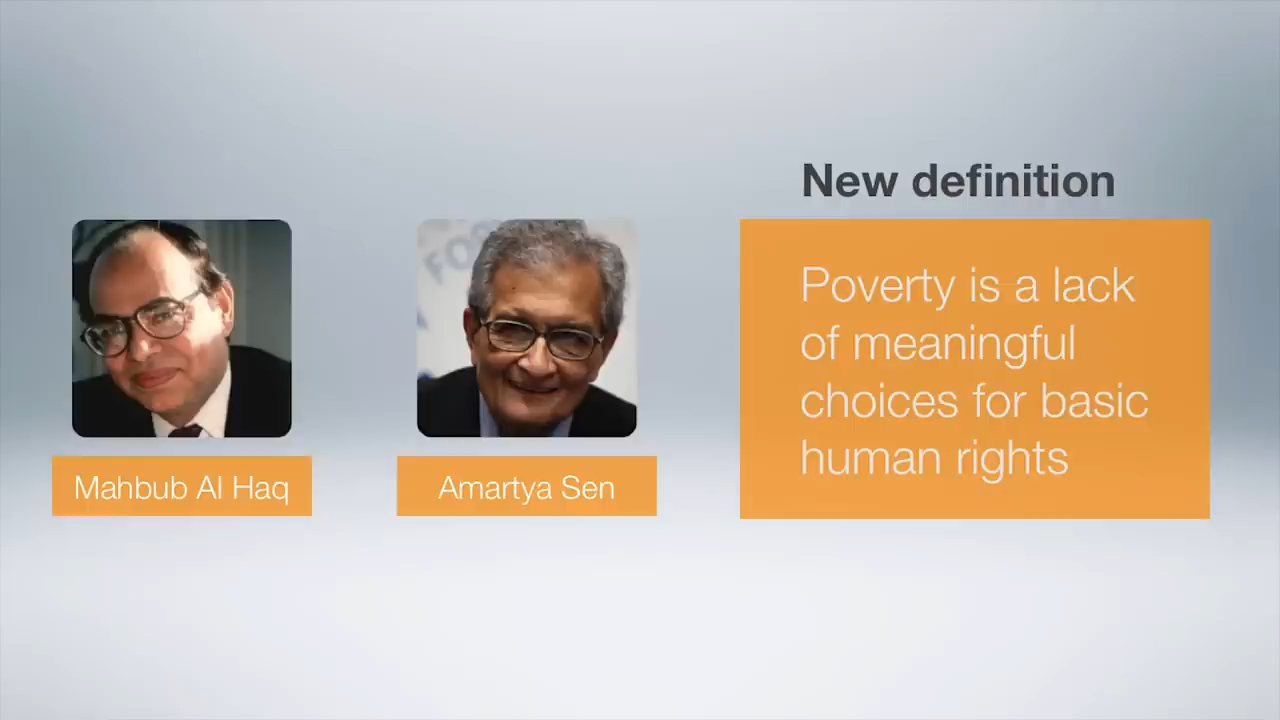 New definition
Poverty is a lack
of meaningful
choices for basic
human rights
Mahbub Al Haq
Amartya Sen